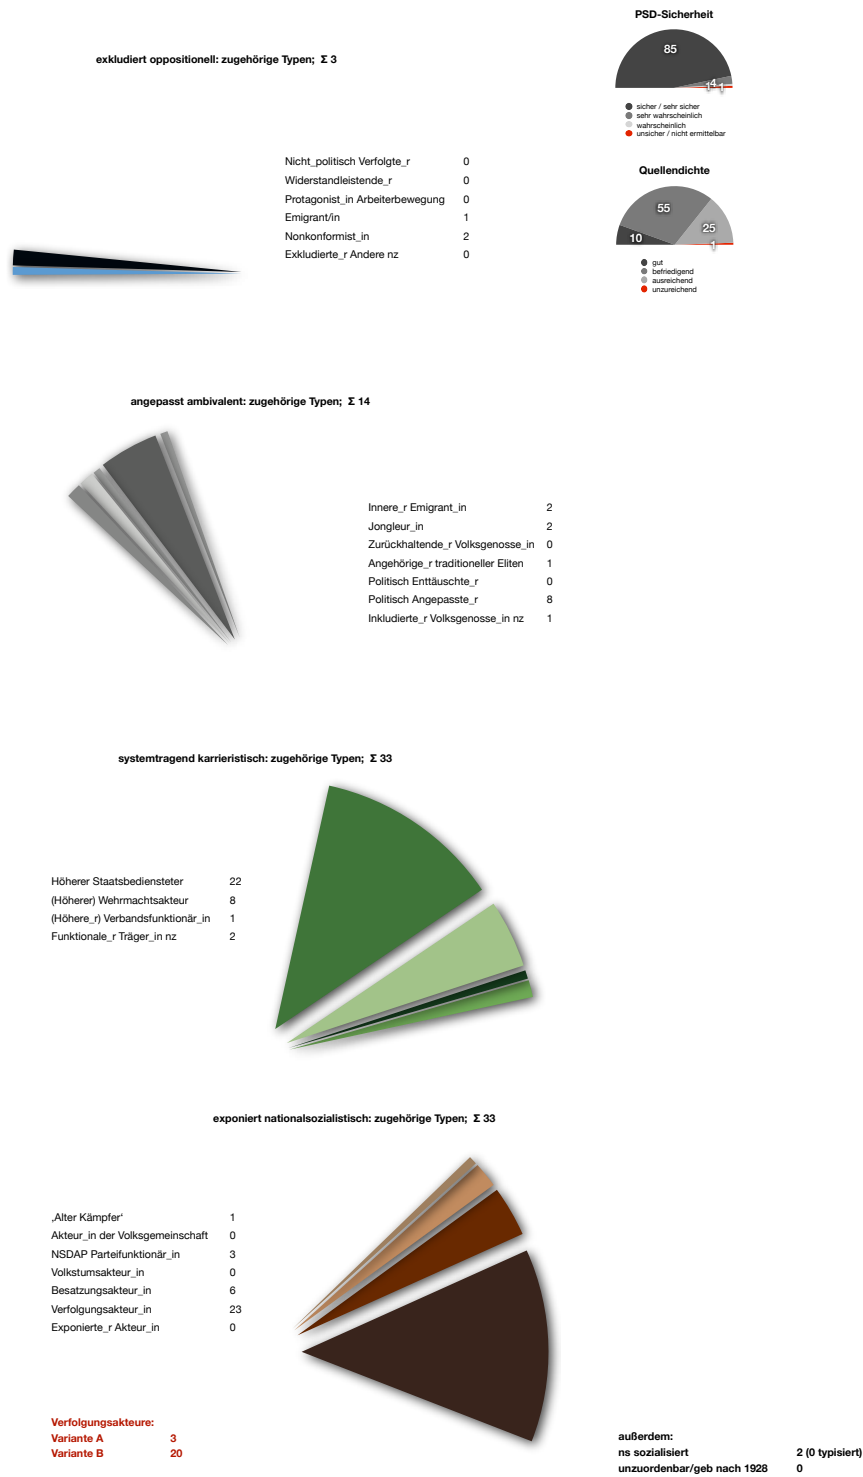 PSD-Sicherheit
85
4
1
1
sicher / sehr sicher
sehr wahrscheinlich
wahrscheinlich
unsicher / nicht ermittelbar
exkludiert oppositionell: zugehörige Typen; Σ 3
Nicht_politisch Verfolgte_r 0
Widerstandleistende_r 0
Protagonist_in Arbeiterbewegung 0
Emigrant/in 1
Nonkonformist_in 2
Exkludierte_r Andere nz 0
Quellendichte
55
25
10
1
gut
befriedigend
ausreichend
unzureichend
angepasst ambivalent: zugehörige Typen; Σ 14
Innere_r Emigrant_in 2
Jongleur_in 2
Zurückhaltende_r Volksgenosse_in 0
Angehörige_r traditioneller Eliten 1
Politisch Enttäuschte_r 0
Politisch Angepasste_r 8
Inkludierte_r Volksgenosse_in nz 1
systemtragend karrieristisch: zugehörige Typen; Σ 33
Höherer Staatsbediensteter 22
(Höherer) Wehrmachtsakteur 8
(Höhere_r) Verbandsfunktionär_in 1
Funktionale_r Träger_in nz 2
exponiert nationalsozialistisch: zugehörige Typen; Σ 33
‚Alter Kämpfer‘ 1
Akteur_in der Volksgemeinschaft 0
NSDAP Parteifunktionär_in 3
Volkstumsakteur_in 0
Besatzungsakteur_in 6
Verfolgungsakteur_in 23
Exponierte_r Akteur_in 0
Verfolgungsakteure:
Variante A 3
Variante B 20
außerdem:
ns sozialisiert 2 (0 typisiert)
unzuordenbar/geb nach 1928 0